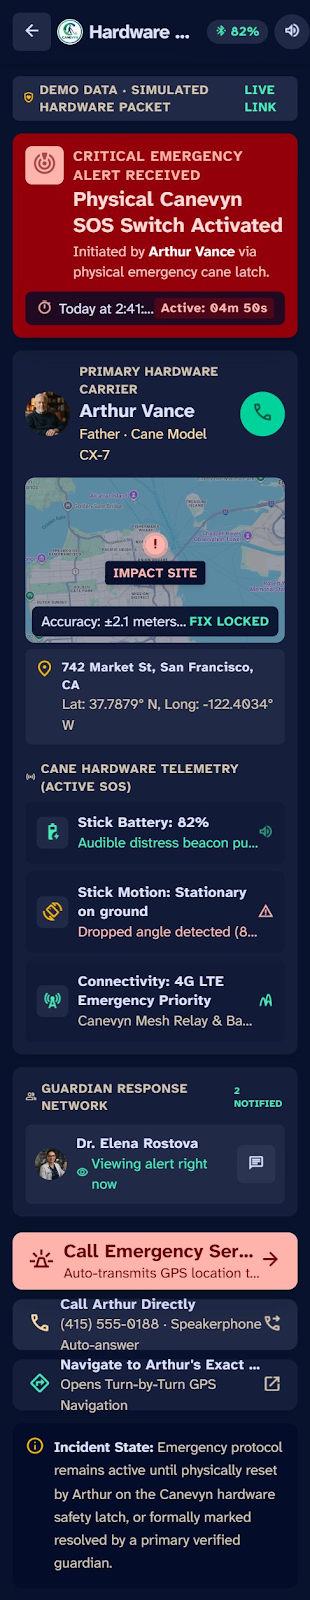 Hardware ...
82%
DEMO DATA · SIMULATED
HARDWARE PACKET
LIVE
LINK
CRITICAL EMERGENCY
ALERT RECEIVED
Physical Canevyn
SOS Switch Activated
Initiated by Arthur Vance via
physical emergency cane latch.
Today at 2:41:... Active: 04m 50s
PRIMARY HARDWARE
CARRIER
Arthur Vance
Father · Cane Model
CX-7
IMPACT SITE
Accuracy: ±2.1 meters... FIX LOCKED
742 Market St, San Francisco,
CA
Lat: 37.7879° N, Long: -122.4034°
W
CANE HARDWARE TELEMETRY
(ACTIVE SOS)
Stick Battery: 82%
Audible distress beacon pu...
Stick Motion: Stationary
on ground
Dropped angle detected (8...
Connectivity: 4G LTE
Emergency Priority
Canevyn Mesh Relay & Ba...
GUARDIAN RESPONSE
NETWORK
2
NOTIFIED
Dr. Elena Rostova
Viewing alert right
now
Call Emergency Ser...
Auto-transmits GPS location t...
Call Arthur Directly
(415) 555-0188 · Speakerphone
Auto-answer
Navigate to Arthur's Exact ...
Opens Turn-by-Turn GPS
Navigation
Incident State: Emergency protocol
remains active until physically reset
by Arthur on the Canevyn hardware
safety latch, or formally marked
resolved by a primary verified
guardian.